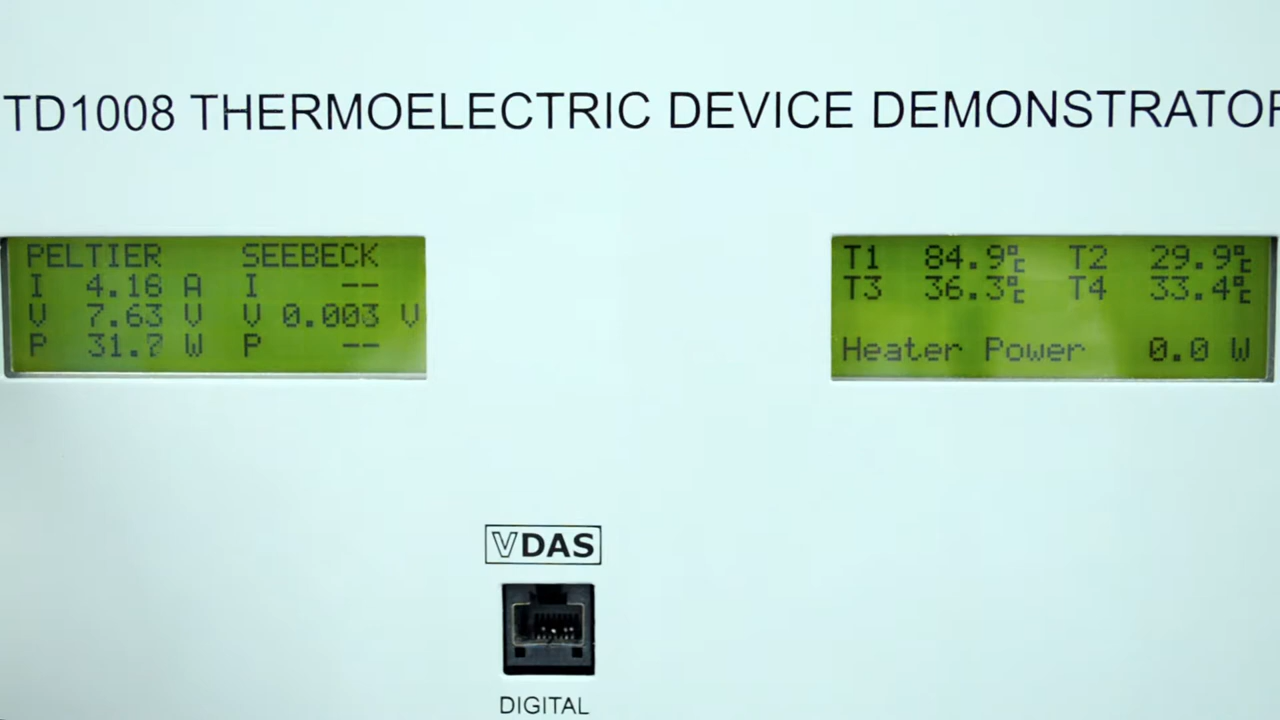 TD1008 THERMOELECTRIC DEVICE DEMONSTRATOR
PELTIER SEEBECK
I 4.16 A I --
V 7.63 V V 0.003 V
P 31.7 W P --
T1 84.9℃ T2 29.9℃
T3 36.3℃ T4 33.4℃
Heater Power 0.0 W
VDAS
DIGITAL